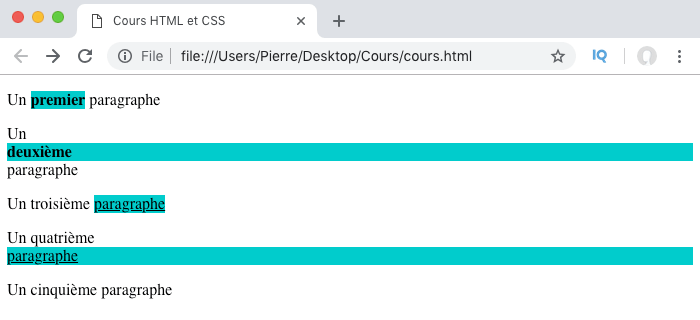 Cours HTML et CSS
File file:///Users/Pierre/Desktop/Cours/cours.html IQ
Un premier paragraphe
Un
deuxième
paragraphe
Un troisième paragraphe
Un quatrième
paragraphe
Un cinquième paragraphe